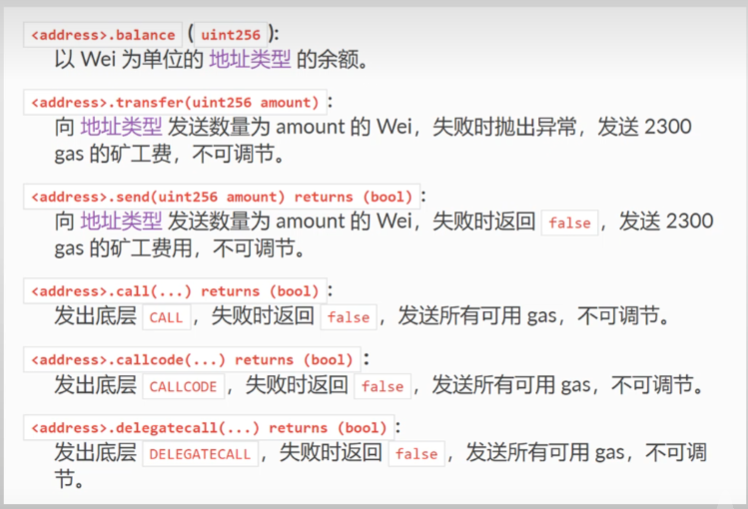 <address>.balance (uint256):
以 Wei 为单位的 地址类型 的余额。
<address>.transfer(uint256 amount):
向 地址类型 发送数量为 amount 的 Wei，失败时抛出异常，发送 2300
gas 的矿工费，不可调节。
<address>.send(uint256 amount) returns (bool):
向 地址类型 发送数量为 amount 的 Wei，失败时返回 false，发送 2300
gas 的矿工费用，不可调节。
<address>.call(...) returns (bool):
发出底层 CALL，失败时返回 false，发送所有可用 gas，不可调节。
<address>.callcode(...) returns (bool):
发出底层 CALLCODE，失败时返回 false，发送所有可用 gas，不可调节。
<address>.delegatecall(...) returns (bool):
发出底层 DELEGATECALL，失败时返回 false，发送所有可用 gas，不可调
节。